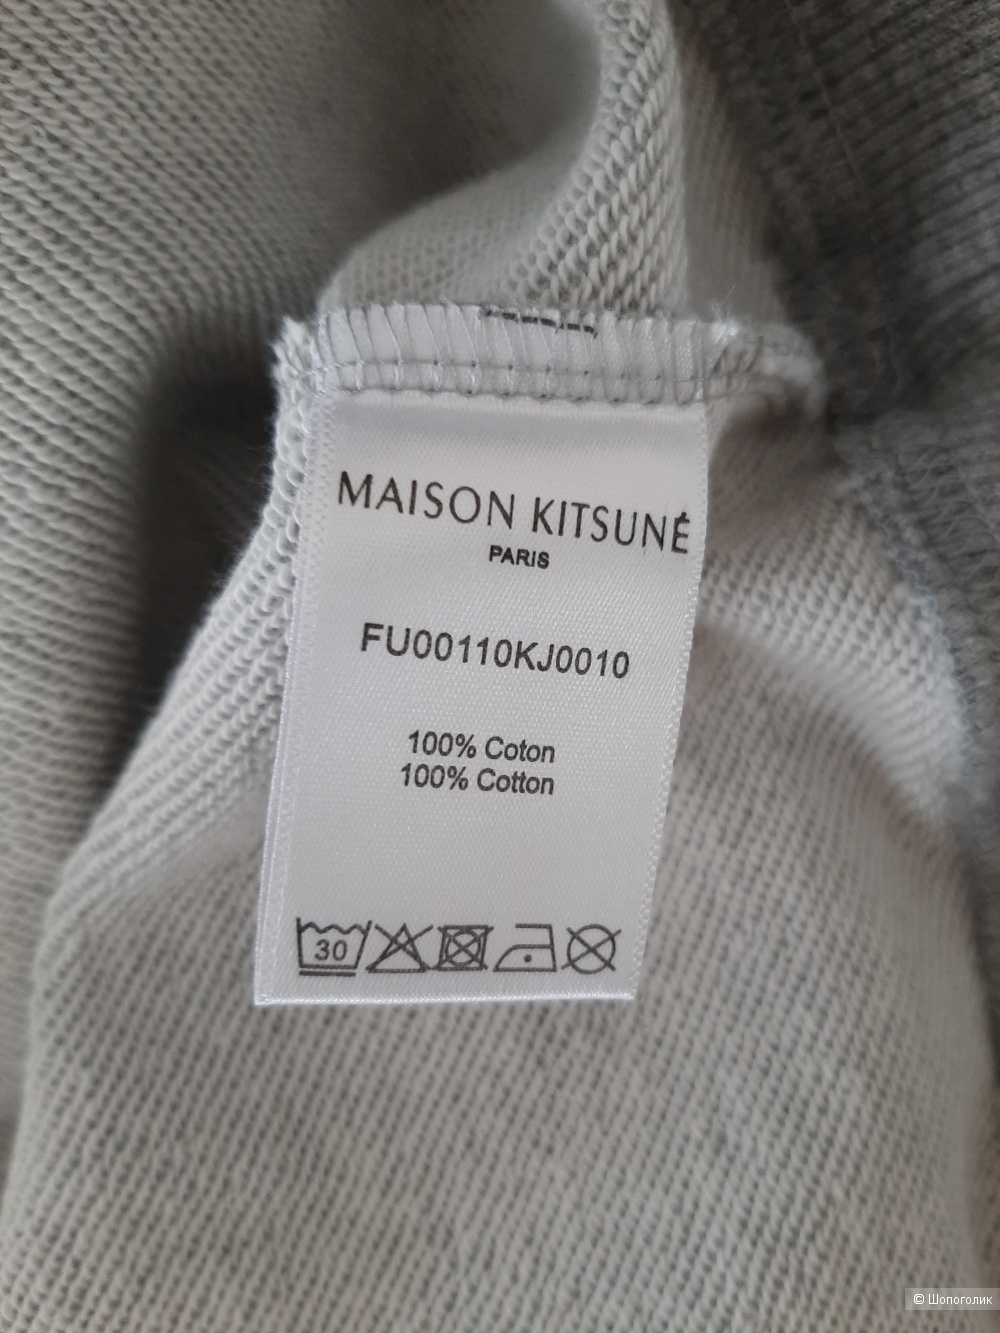 MAISON KITSUNÉ
PARIS
FU00110KJ0010
100% Coton
100% Cotton
30
© Шопоголик